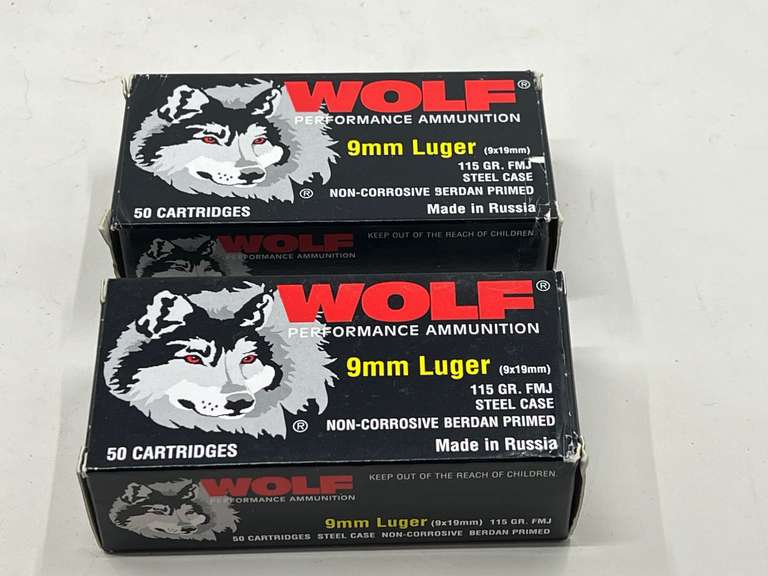 WOLF®
PERFORMANCE AMMUNITION
9mm Luger (9x19mm)
115 GR. FMJ
STEEL CASE
NON-CORROSIVE BERDAN PRIMED
® 
50 CARTRIDGES Made in Russia
WOLF KEEP OUT OF THE REACH OF CHILDREN.
PERFORMANCE AMMUNITION
WOLF®
PERFORMANCE AMMUNITION
9mm Luger (9x19mm)
115 GR. FMJ
STEEL CASE
® NON-CORROSIVE BERDAN PRIMED
50 CARTRIDGES Made in Russia
WOLF KEEP OUT OF THE REACH OF CHILDREN.
PERFORMANCE AMMUNITION
9mm Luger (9x19mm) 115 GR. FMJ
50 CARTRIDGES STEEL CASE NON-CORROSIVE BERDAN PRIMED